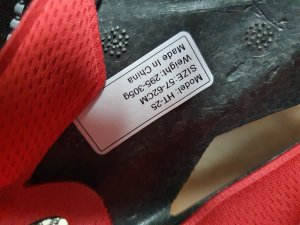 Model: HT-25
SIZE:57-62CM
Weight:295-305g
Made In China